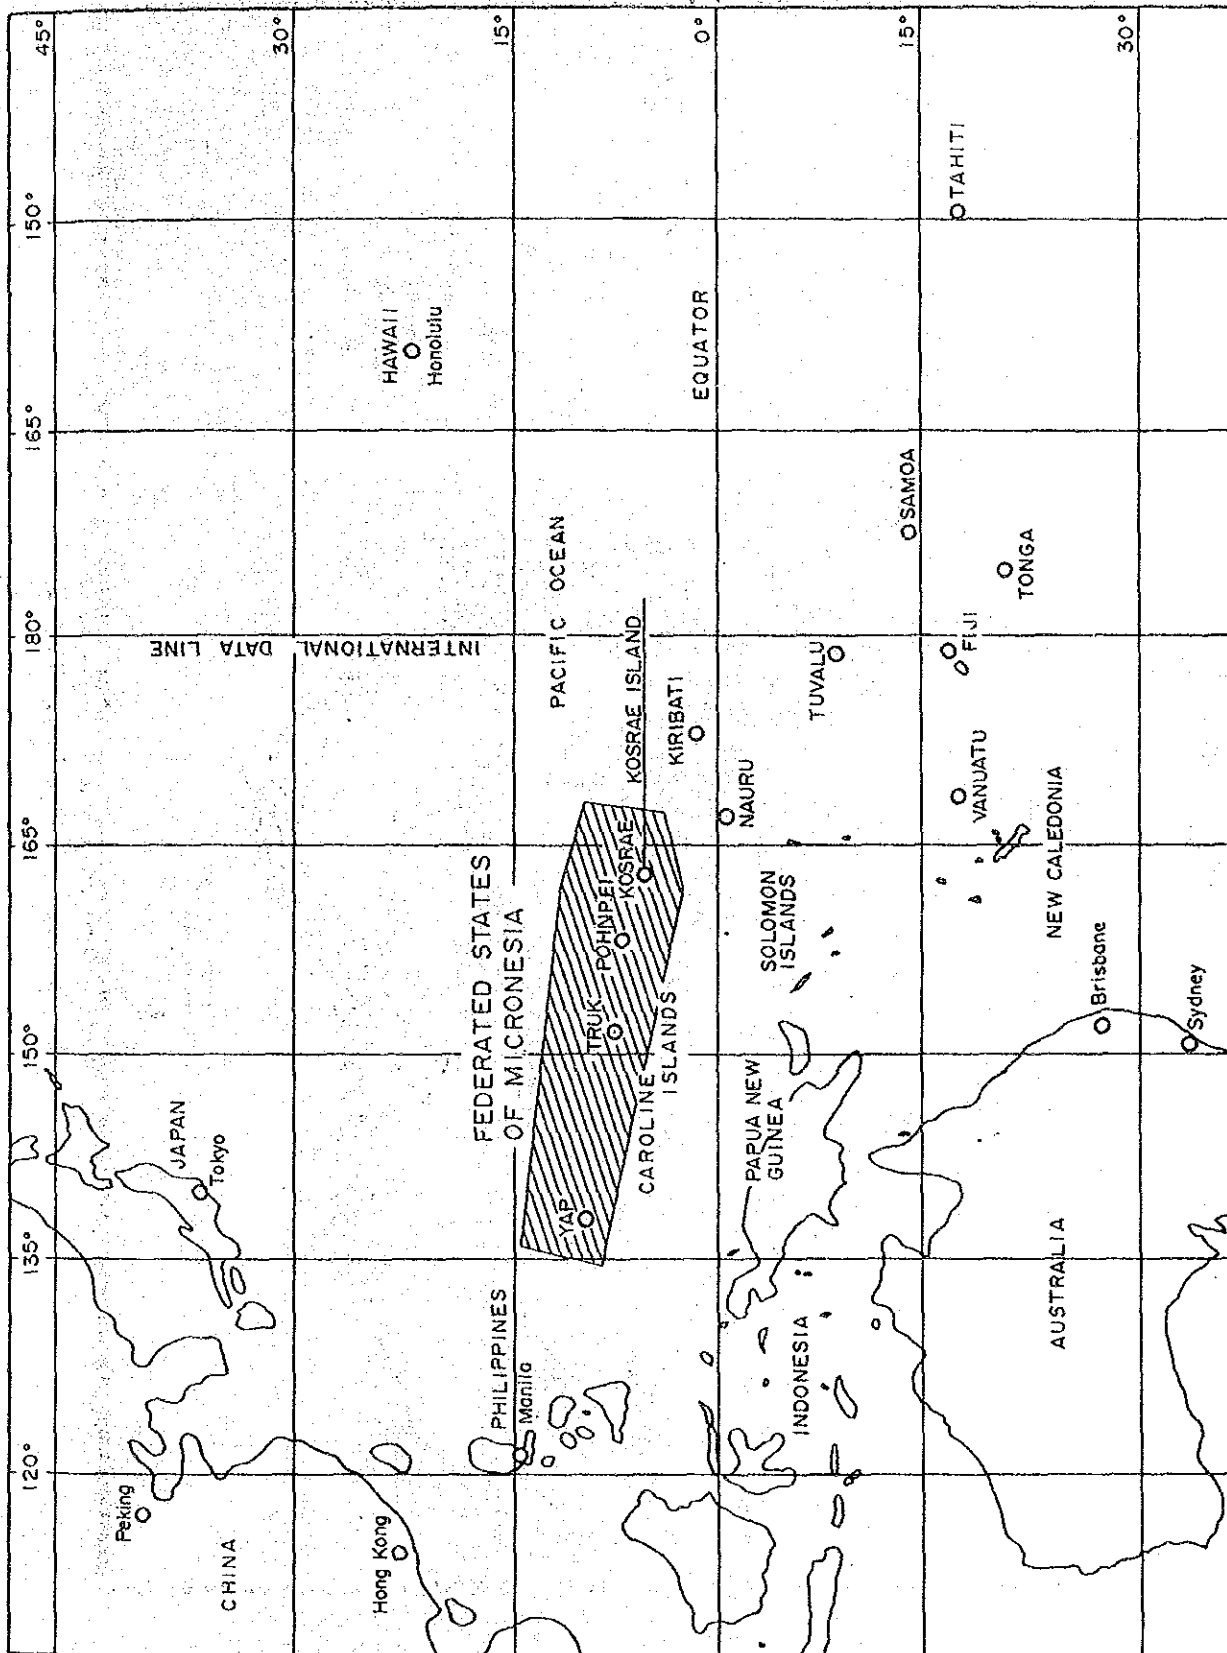 120°
135°
150°
165°
180°
165°
150°
45°
30°
15°
0°
15°
30°
Peking
CHINA
Hong Kong
JAPAN
Tokyo
PHILIPPINES
Manila
FEDERATED STATES
OF MICRONESIA
YAP
TRUK
POHNPEI
KOSRAE
KOSRAE ISLAND
CAROLINE
ISLANDS
INTERNATIONAL DATA LINE
PACIFIC OCEAN
HAWAII
Honolulu
EQUATOR
KIRIBATI
NAURU
INDONESIA
PAPUA NEW
GUINEA
SOLOMON
ISLANDS
TUVALU
SAMOA
TAHITI
VANUATU
FIJI
TONGA
NEW CALEDONIA
AUSTRALIA
Brisbane
Sydney